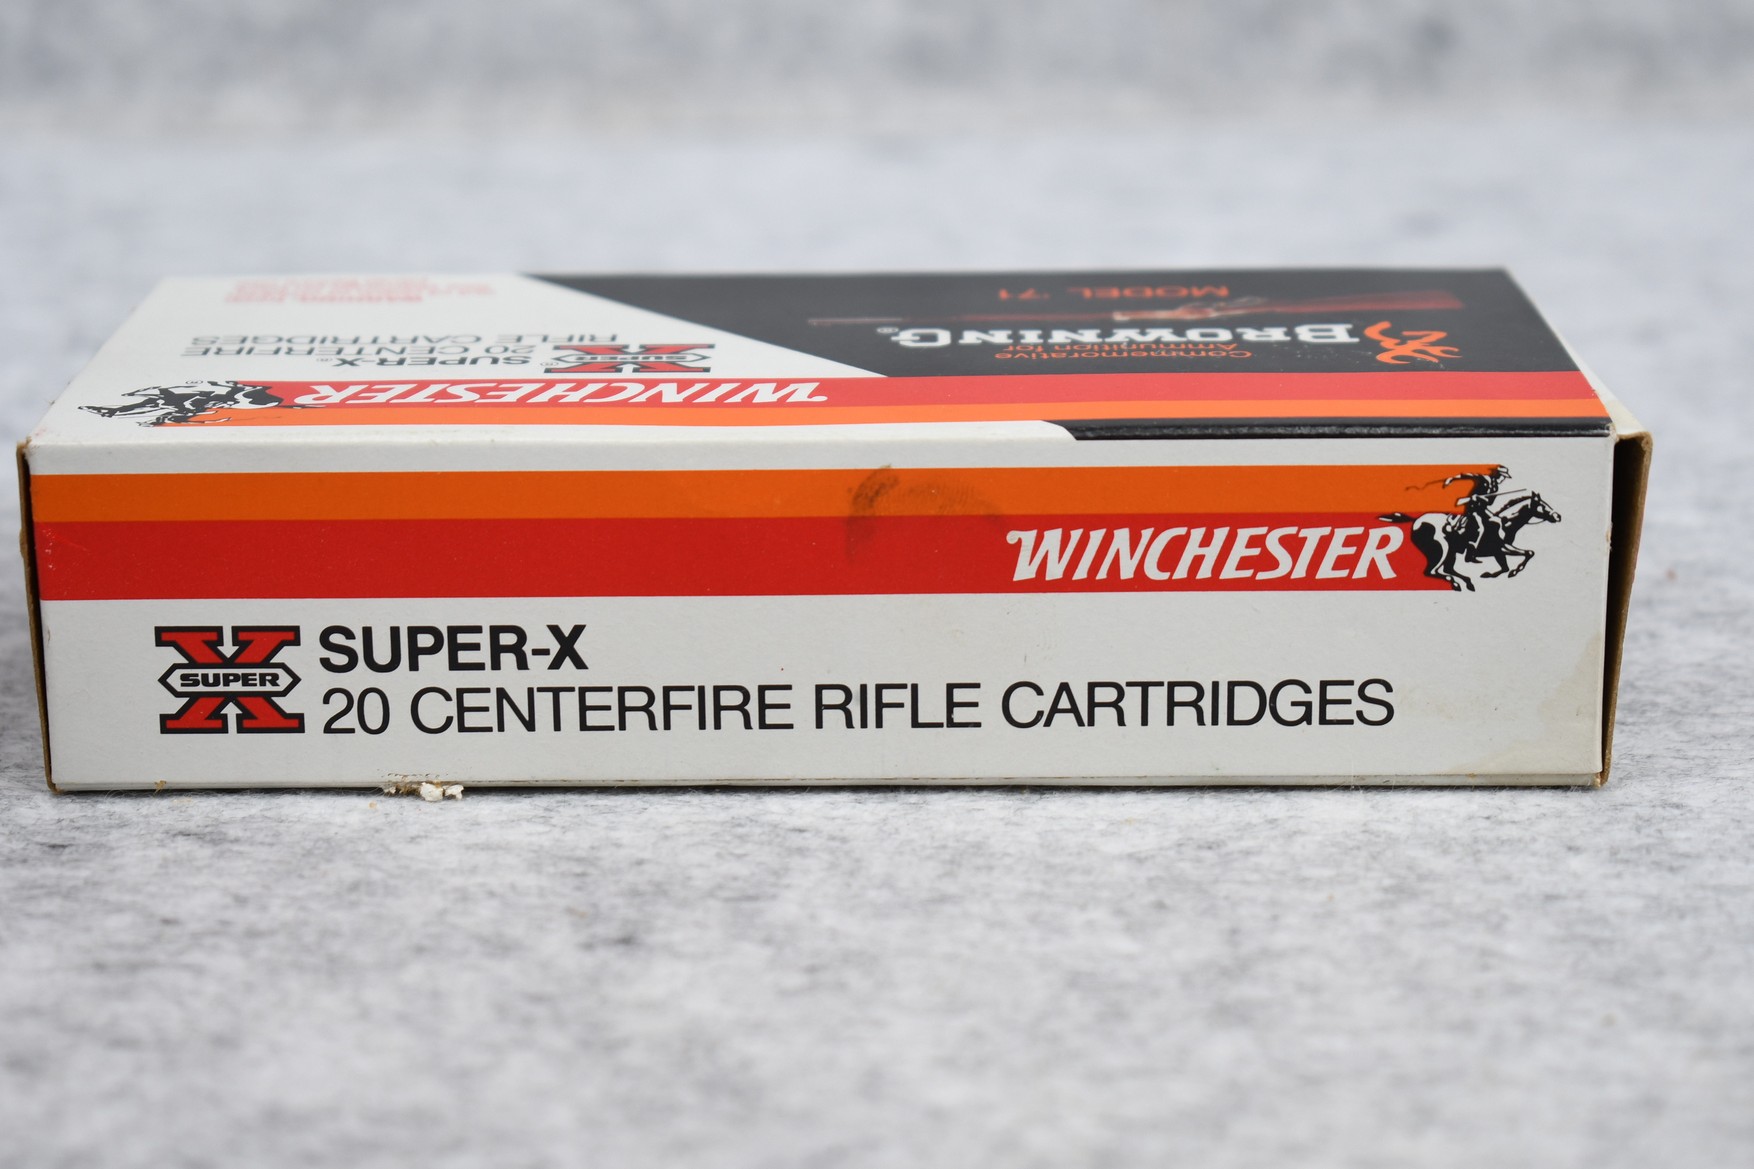 Commemorative
Ammunition for
BROWNING®
MODEL '71
WINCHESTER
SUPER
SUPER-X®
20 CENTERFIRE
RIFLE CARTRIDGES
WINCHESTER
SUPER
SUPER-X
20 CENTERFIRE RIFLE CARTRIDGES